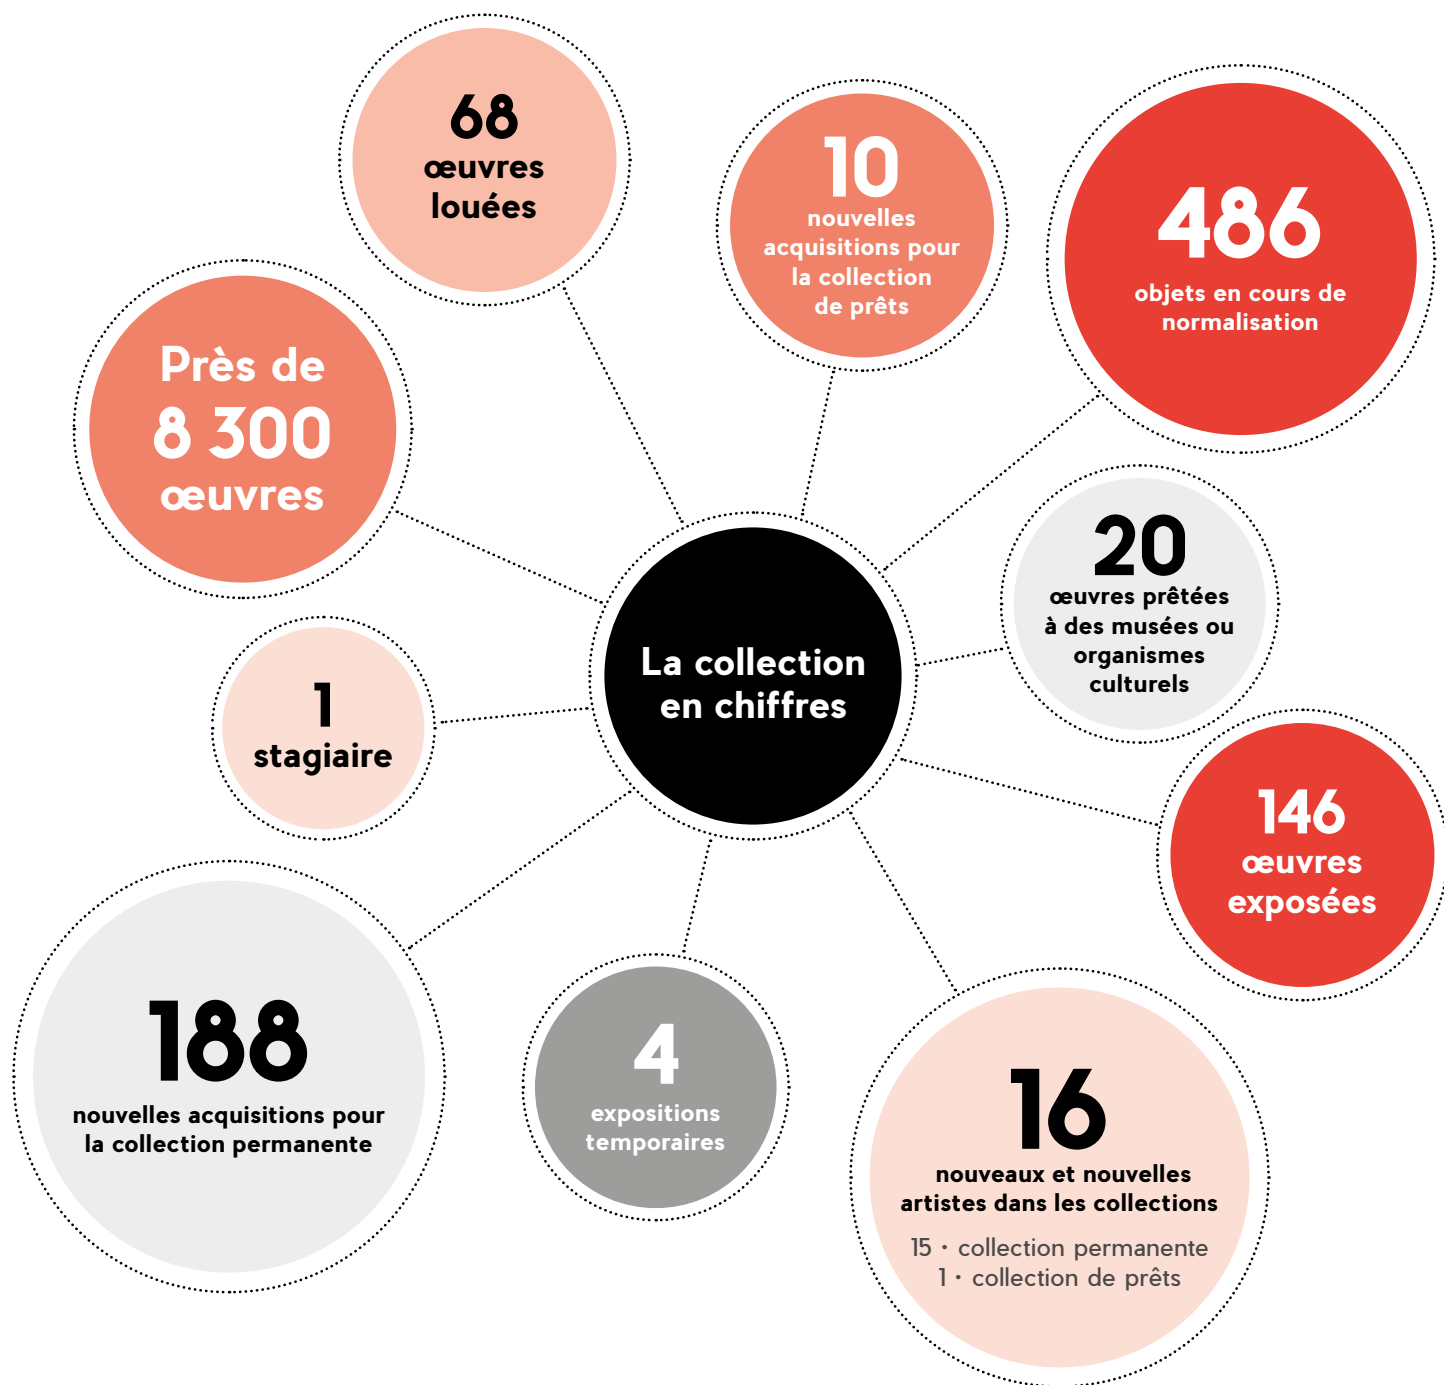 68
œuvres
louées
10
nouvelles
acquisitions pour
la collection
de prêts
486
objets en cours de
normalisation
Près de
8 300
œuvres
20
œuvres prêtées
à des musées ou
organismes
culturels
La collection
en chiffres
1
stagiaire
146
œuvres
exposées
188
nouvelles acquisitions pour
la collection permanente
4
expositions
temporaires
16
nouveaux et nouvelles
artistes dans les collections
15 • collection permanente
1 • collection de prêts